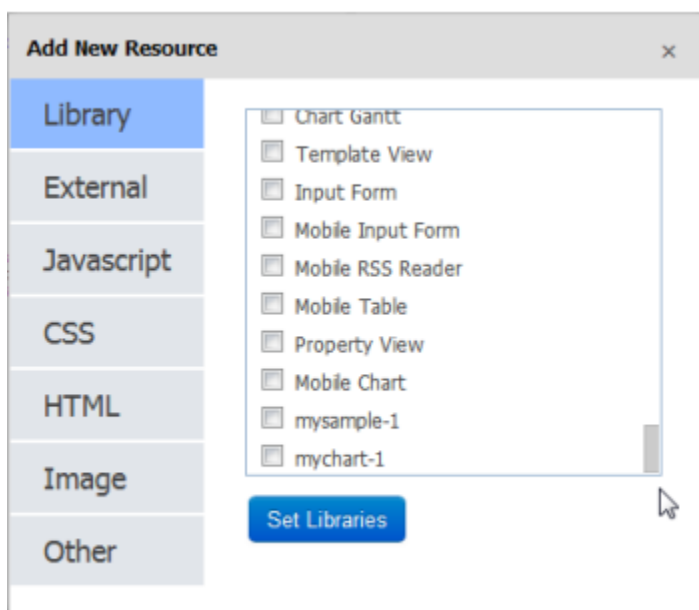 Add New Resource
×
Library
External
Javascript
CSS
HTML
Image
Other
Chart Gantt
Template View
Input Form
Mobile Input Form
Mobile RSS Reader
Mobile Table
Property View
Mobile Chart
mysample-1
mychart-1
Set Libraries